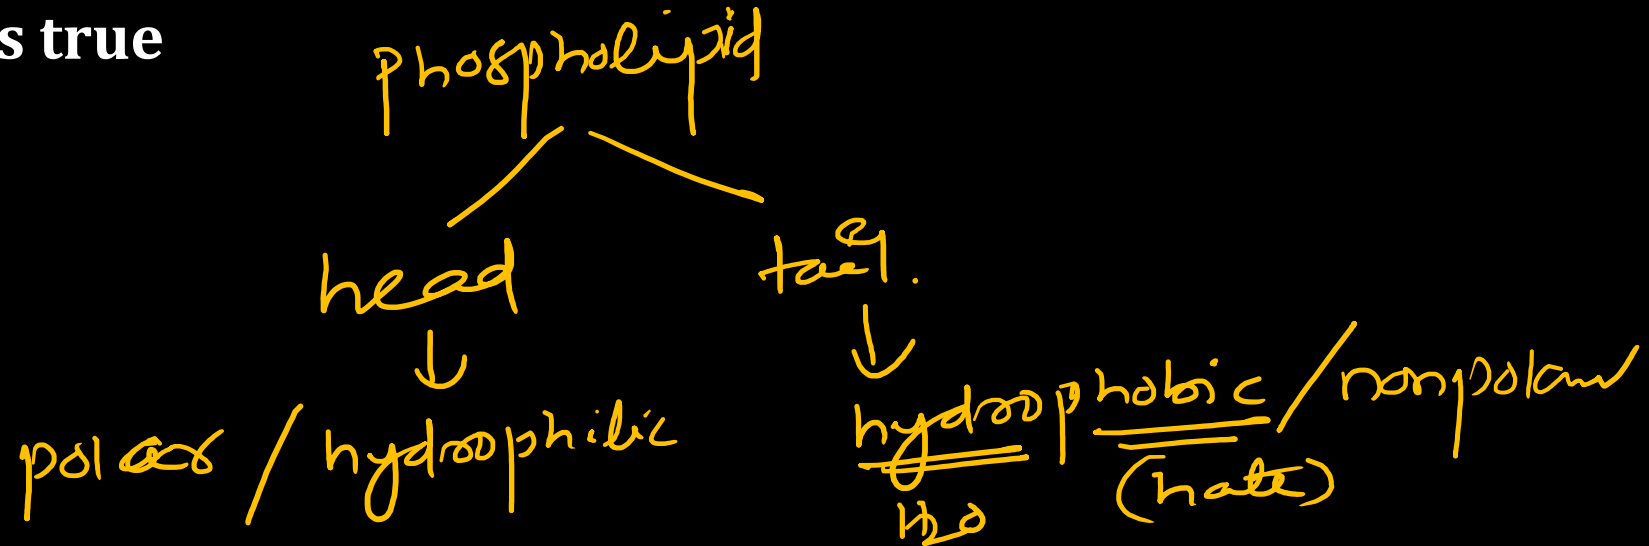 s true
phospholipid
head tail.
polar / hydrophilic hydrophobic / nonpolar
H2O (hate)